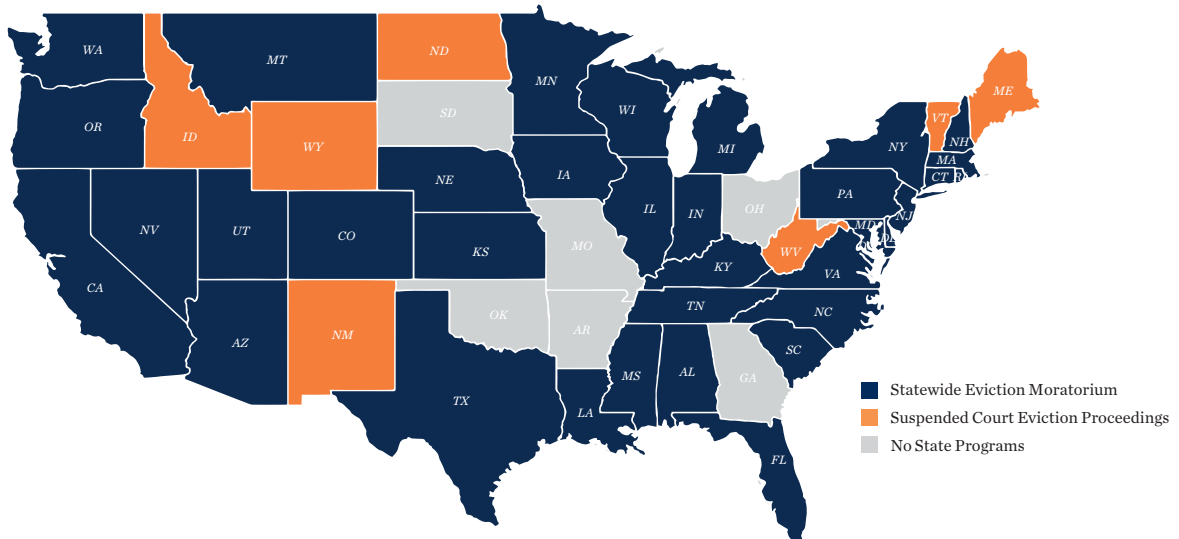 WA
MT
ND
MN
OR
ID
WY
SD
WI
MI
ME
VT
NH
NY
MA
CT
NE
IA
PA
NV
UT
CO
KS
MO
IL
IN
OH
NJ
MD
WV
VA
KY
CA
AZ
NM
OK
AR
TN
NC
SC
TX
LA
MS
AL
GA
FL
Statewide Eviction Moratorium
Suspended Court Eviction Proceedings
No State Programs